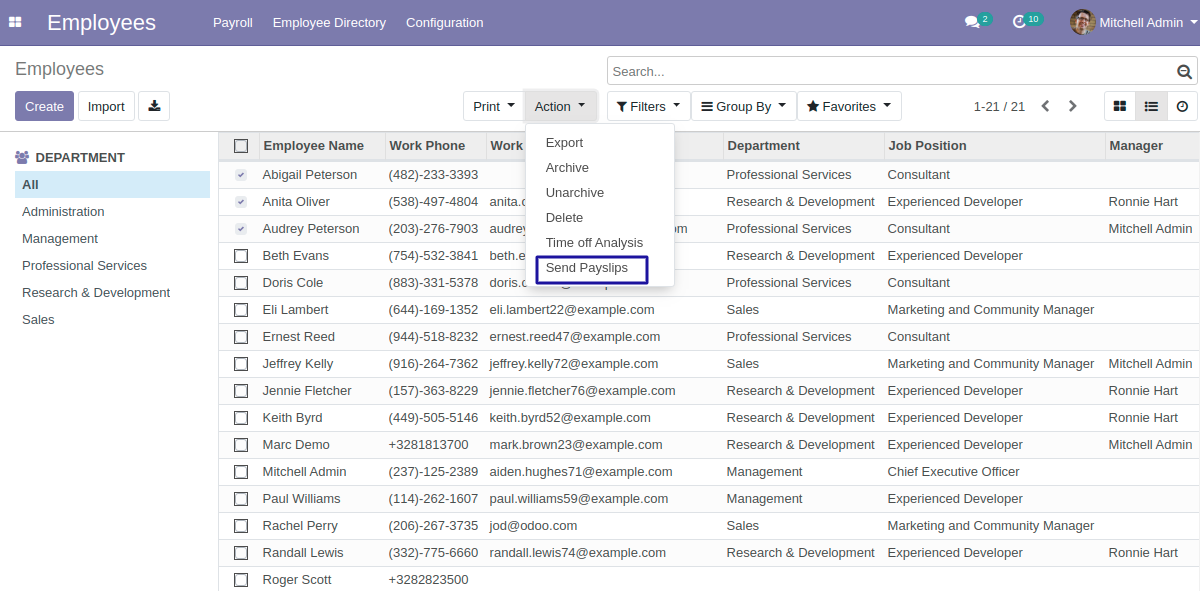 Employees Payroll Employee Directory Configuration 2 10 Mitchell Admin
Employees Search...
Create Import Print Action Filters Group By Favorites 1-21 / 21
Export
Archive
Unarchive
Delete
Time off Analysis
Send Payslips
DEPARTMENT
All
Administration
Management
Professional Services
Research & Development
Sales
Employee Name Work Phone Work Department Job Position Manager
Abigail Peterson (482)-233-3393 Professional Services Consultant
Anita Oliver (538)-497-4804 anita. Research & Development Experienced Developer Ronnie Hart
Audrey Peterson (203)-276-7903 audrey Professional Services Consultant Mitchell Admin
Beth Evans (754)-532-3841 beth.e Research & Development Experienced Developer
Doris Cole (883)-331-5378 doris. Professional Services Consultant
Eli Lambert (644)-169-1352 eli.lambert22@example.com Sales Marketing and Community Manager
Ernest Reed (944)-518-8232 ernest.reed47@example.com Professional Services Consultant
Jeffrey Kelly (916)-264-7362 jeffrey.kelly72@example.com Sales Marketing and Community Manager Mitchell Admin
Jennie Fletcher (157)-363-8229 jennie.fletcher76@example.com Research & Development Experienced Developer Ronnie Hart
Keith Byrd (449)-505-5146 keith.byrd52@example.com Research & Development Experienced Developer Ronnie Hart
Marc Demo +3281813700 mark.brown23@example.com Research & Development Experienced Developer Mitchell Admin
Mitchell Admin (237)-125-2389 aiden.hughes71@example.com Management Chief Executive Officer
Paul Williams (114)-262-1607 paul.williams59@example.com Management Experienced Developer
Rachel Perry (206)-267-3735 jod@odoo.com Sales Marketing and Community Manager
Randall Lewis (332)-775-6660 randall.lewis74@example.com Research & Development Experienced Developer Ronnie Hart
Roger Scott +3282823500